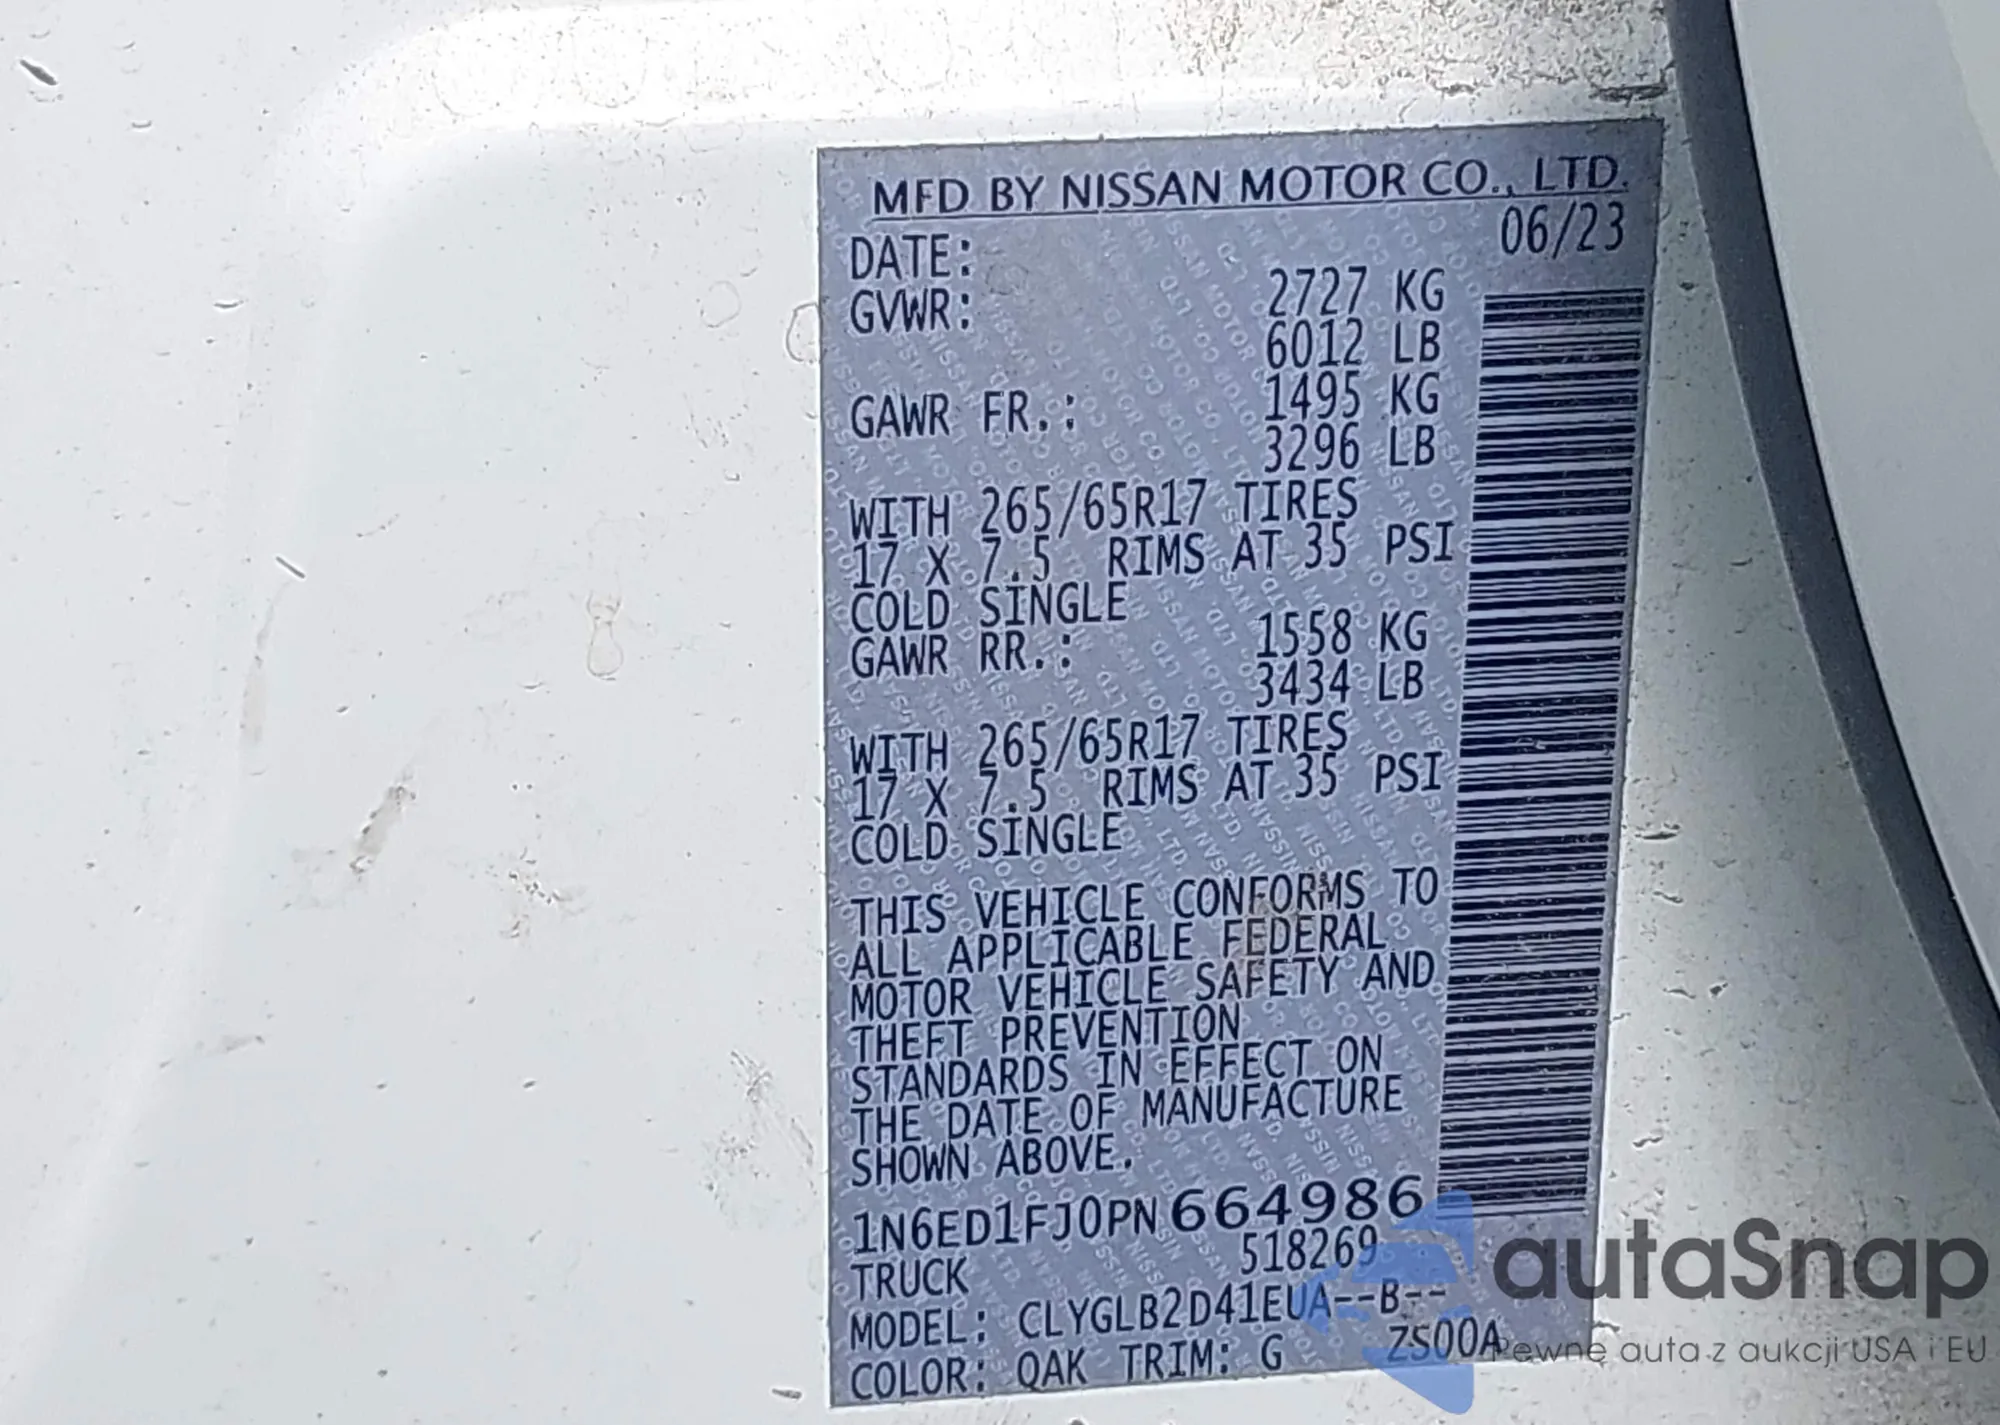 MFD BY NISSAN MOTOR CO., LTD.
DATE: 06/23
GVWR: 2727 KG
6012 LB
GAWR FR.: 1495 KG
3296 LB
WITH 265/65R17 TIRES
17 X 7.5 RIMS AT 35 PSI
COLD SINGLE
GAWR RR.: 1558 KG
3434 LB
WITH 265/65R17 TIRES
17 X 7.5 RIMS AT 35 PSI
COLD SINGLE
THIS VEHICLE CONFORMS TO
ALL APPLICABLE FEDERAL
MOTOR VEHICLE SAFETY AND
THEFT PREVENTION
STANDARDS IN EFFECT ON
THE DATE OF MANUFACTURE
SHOWN ABOVE.
1N6ED1FJ0PN664986
TRUCK 518269
MODEL: CLYGLB2D41EUA--B--
COLOR: QAK TRIM: G ZS00A
autaSnap
Pewne auta z aukcji USA i EU